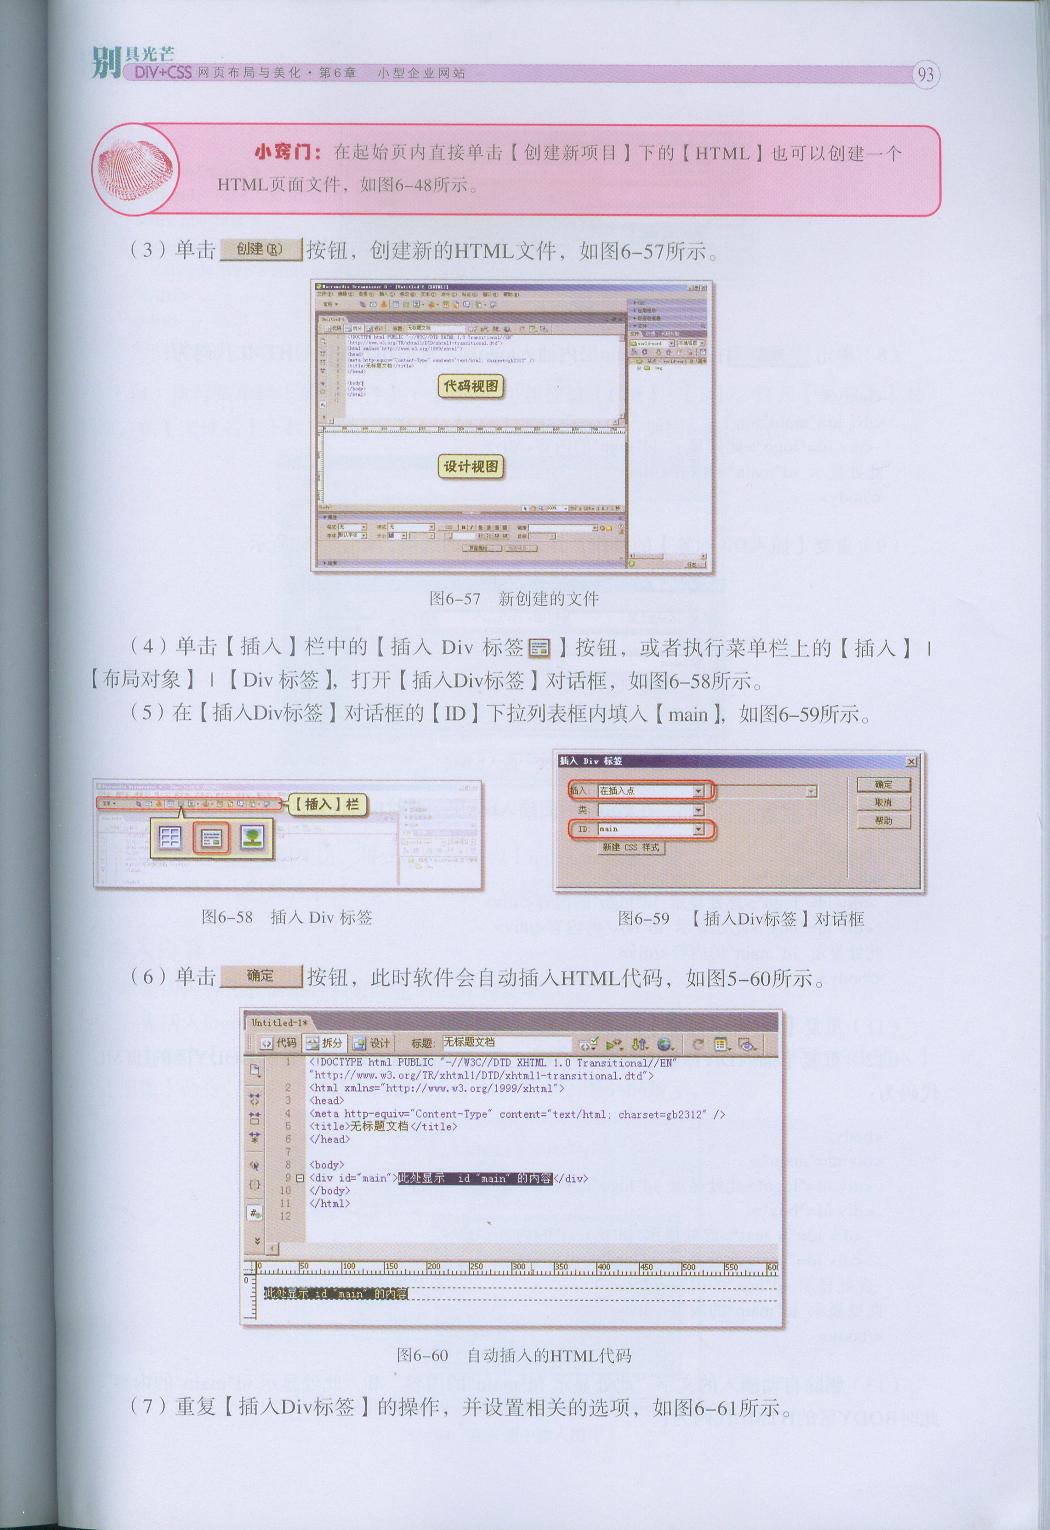 别具光芒
DIV+CSS 网页布局与美化·第6章 小型企业网站
93
小窍门：在起始页内直接单击【创建新项目】下的【HTML】也可以创建一个
HTML页面文件，如图6-48所示。
（3）单击 创建(R) 按钮，创建新的HTML文件，如图6-57所示。
代码视图
设计视图
图6-57 新创建的文件
（4）单击【插入】栏中的【插入 Div 标签】按钮，或者执行菜单栏上的【插入】|
【布局对象】|【Div 标签】，打开【插入Div标签】对话框，如图6-58所示。
（5）在【插入Div标签】对话框的【ID】下拉列表框内填入【main】，如图6-59所示。
【插入】栏
图6-58 插入 Div 标签
插入 Div 标签
插入: 在插入点
类:
ID: main
新建 CSS 样式
确定
取消
帮助
图6-59 【插入Div标签】对话框
（6）单击 确定 按钮，此时软件会自动插入HTML代码，如图5-60所示。
Untitled-1*
代码 拆分 设计 标题: 无标题文档
1 <!DOCTYPE html PUBLIC "-//W3C//DTD XHTML 1.0 Transitional//EN"
"http://www.w3.org/TR/xhtml1/DTD/xhtml1-transitional.dtd">
2 <html xmlns="http://www.w3.org/1999/xhtml">
3 <head>
4 <meta http-equiv="Content-Type" content="text/html; charset=gb2312" />
5 <title>无标题文档</title>
6 </head>
7
8 <body>
9 <div id="main">此处显示 id "main" 的内容</div>
10 </body>
11 </html>
12
0 50 100 150 200 250 300 350 400 450 500 550 600
此处显示 id "main" 的内容
图6-60 自动插入的HTML代码
（7）重复【插入Div标签】的操作，并设置相关的选项，如图6-61所示。